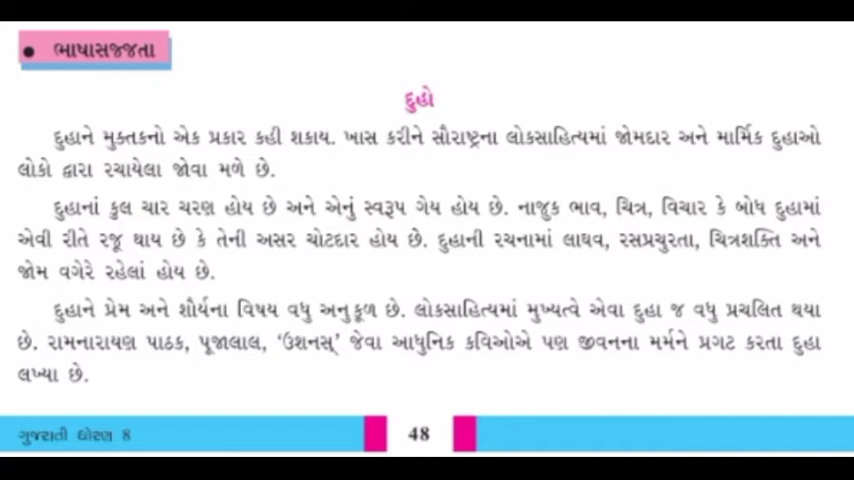 ● ભાષાસજ્જતા
દુહો
દુહાને મુક્તકનો એક પ્રકાર કહી શકાય. ખાસ કરીને સૌરાષ્ટ્રના લોકસાહિત્યમાં જોમદાર અને માર્મિક દુહાઓ
લોકો દ્વારા રચાયેલા જોવા મળે છે.
દુહાનાં કુલ ચાર ચરણ હોય છે અને એનું સ્વરૂપ ગેય હોય છે. નાજુક ભાવ, ચિત્ર, વિચાર કે બોધ દુહામાં
એવી રીતે રજૂ થાય છે કે તેની અસર ચોટદાર હોય છે. દુહાની રચનામાં લાઘવ, રસપ્રચુરતા, ચિત્રશક્તિ અને
જોમ વગેરે રહેલાં હોય છે.
દુહાને પ્રેમ અને શૌર્યના વિષય વધુ અનુકૂળ છે. લોકસાહિત્યમાં મુખ્યત્વે એવા દુહા જ વધુ પ્રચલિત થયા
છે. રામનારાયણ પાઠક, પૂજાલાલ, ‘ઉશનસ્’ જેવા આધુનિક કવિઓએ પણ જીવનના મર્મને પ્રગટ કરતા દુહા
લખ્યા છે.
ગુજરાતી ધોરણ 8
48